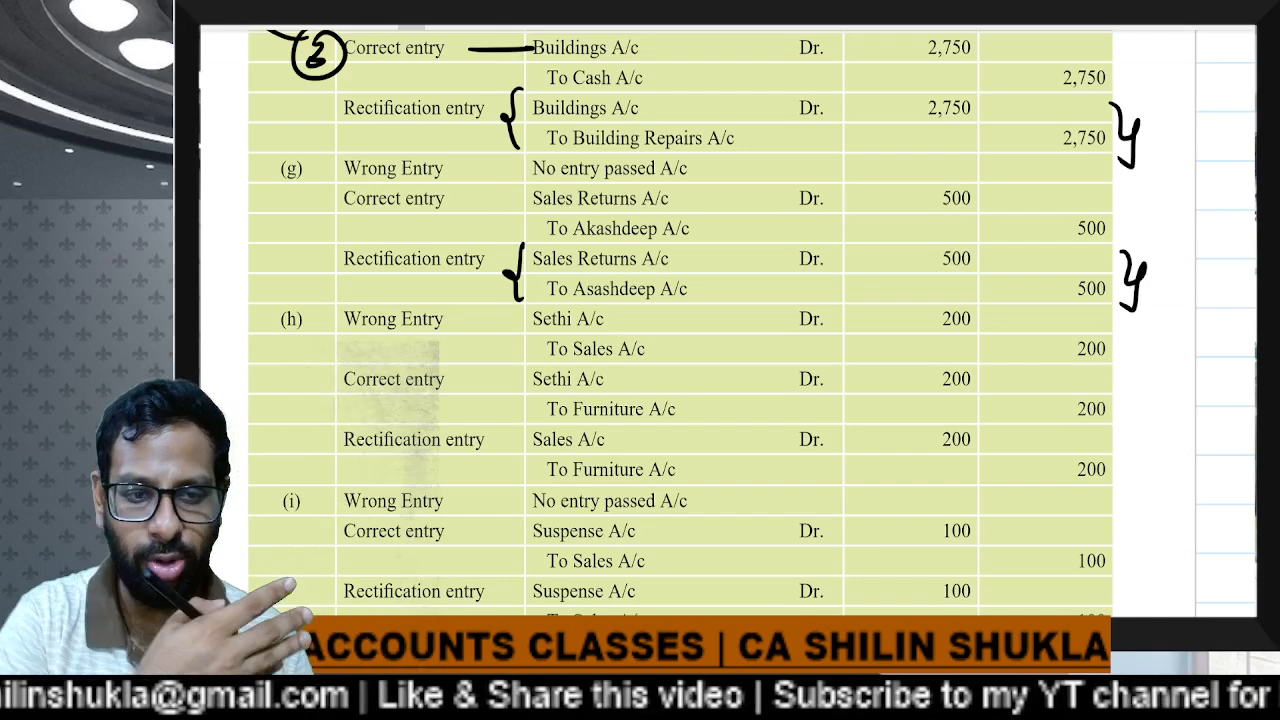 Correct entry Buildings A/c Dr. 2,750
To Cash A/c 2,750
Rectification entry Buildings A/c Dr. 2,750
To Building Repairs A/c 2,750
(g) Wrong Entry No entry passed A/c
Correct entry Sales Returns A/c Dr. 500
To Akashdeep A/c 500
Rectification entry Sales Returns A/c Dr. 500
To Asashdeep A/c 500
(h) Wrong Entry Sethi A/c Dr. 200
To Sales A/c 200
Correct entry Sethi A/c Dr. 200
To Furniture A/c 200
Rectification entry Sales A/c Dr. 200
To Furniture A/c 200
(i) Wrong Entry No entry passed A/c
Correct entry Suspense A/c Dr. 100
To Sales A/c 100
Rectification entry Suspense A/c Dr. 100
ACCOUNTS CLASSES | CA SHILIN SHUKLA
hilinshukla@gmail.com | Like & Share this video | Subscribe to my YT channel for